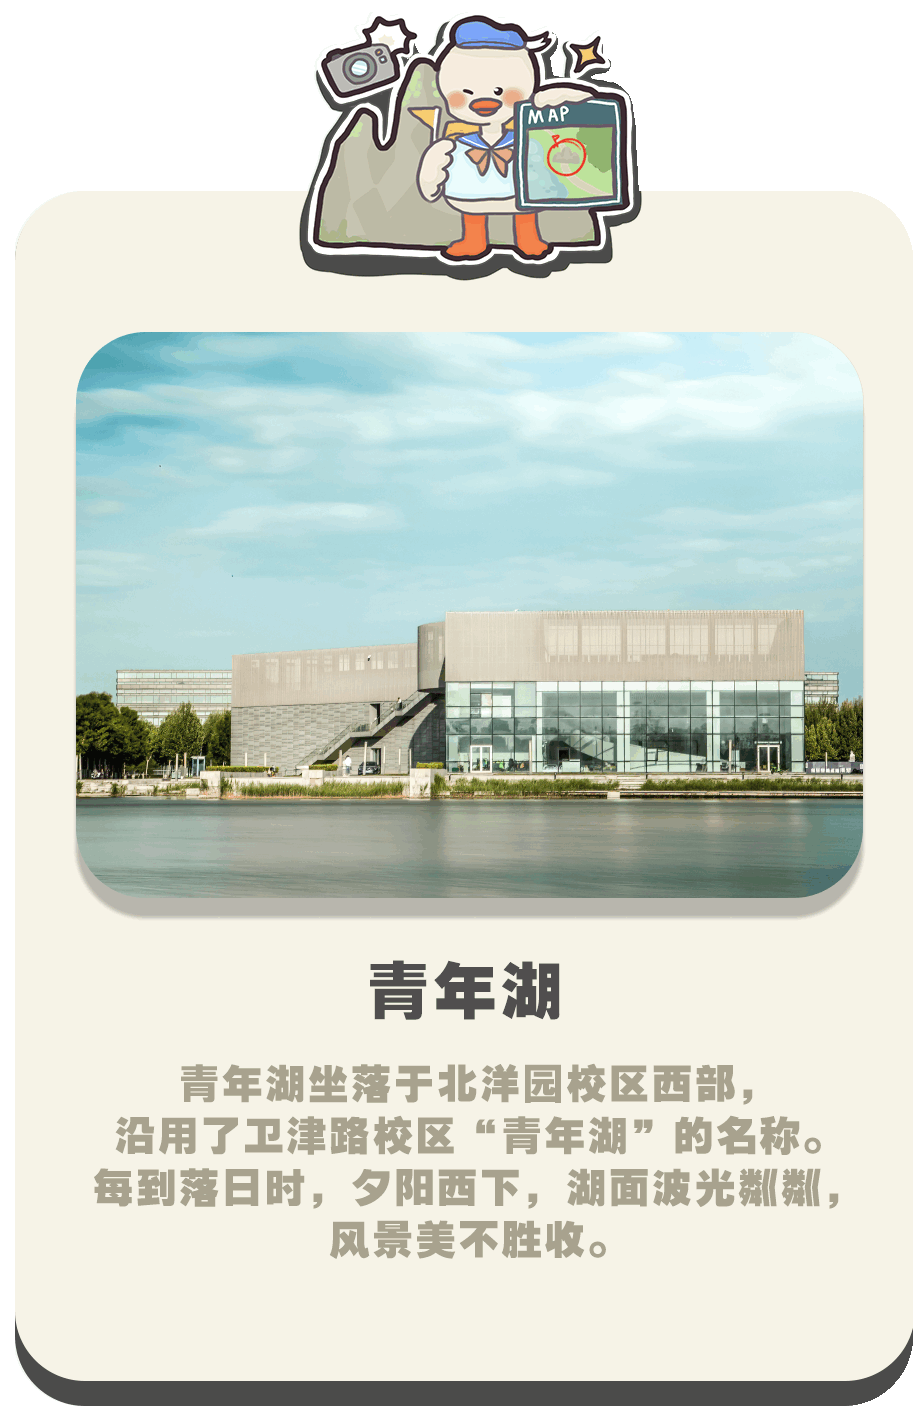 MAP
青年湖
青年湖坐落于北洋园校区西部，
沿用了卫津路校区“青年湖”的名称。
每到落日时，夕阳西下，湖面波光粼粼，
风景美不胜收。